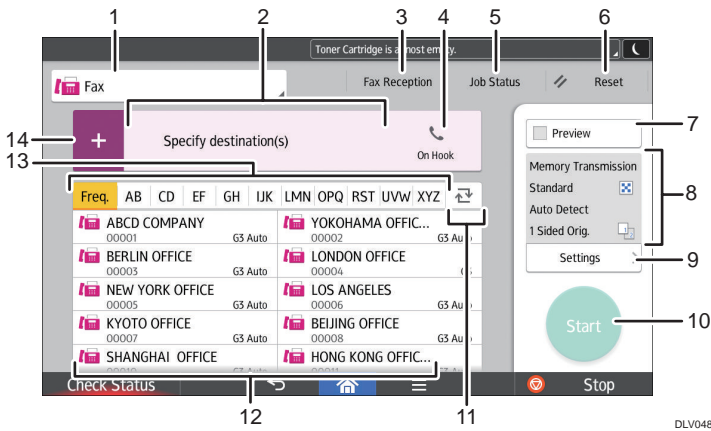 1 2 3 4 5 6
Toner Cartridge is almost empty.
Fax Fax Reception Job Status Reset
14 + Specify destination(s) On Hook
Preview 7
13
Memory Transmission
Standard
Auto Detect
1 Sided Orig.
8
Settings 9
Freq. AB CD EF GH IJK LMN OPQ RST UVW XYZ
ABCD COMPANY YOKOHAMA OFFIC...
00001 G3 Auto 00002 G3 Auto
BERLIN OFFICE LONDON OFFICE
00003 G3 Auto 00004
NEW YORK OFFICE LOS ANGELES
00005 G3 Auto 00006 G3 Auto
KYOTO OFFICE BEIJING OFFICE
00007 G3 Auto 00008 G3 Auto
SHANGHAI OFFICE HONG KONG OFFIC...
Start 10
Check Status Stop
12 11
DLV048